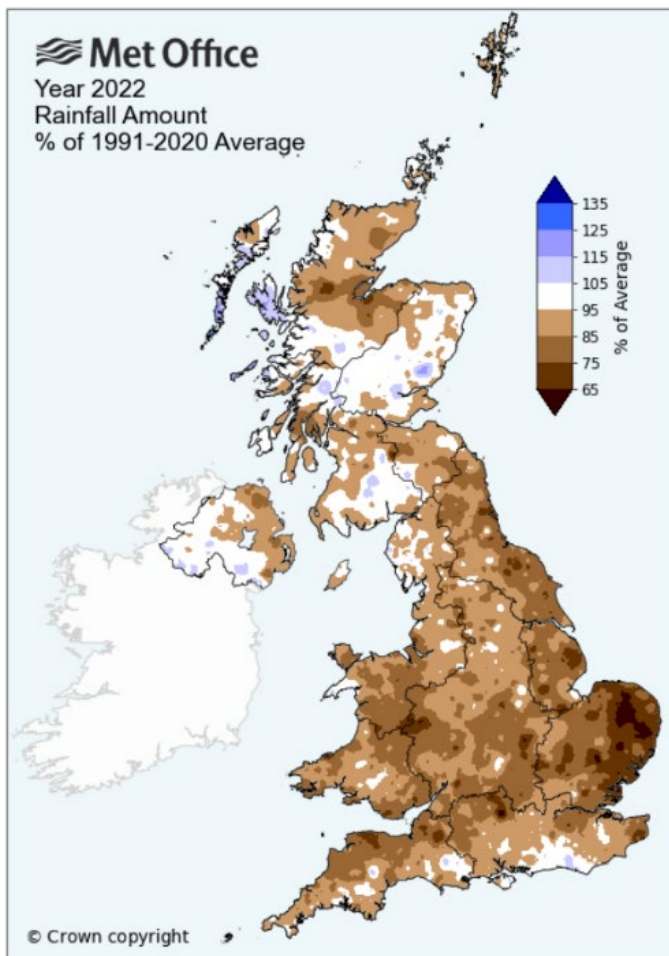 Met Office
Year 2022
Rainfall Amount
% of 1991-2020 Average
135
125
115
105
95
85
75
65
% of Average
© Crown copyright